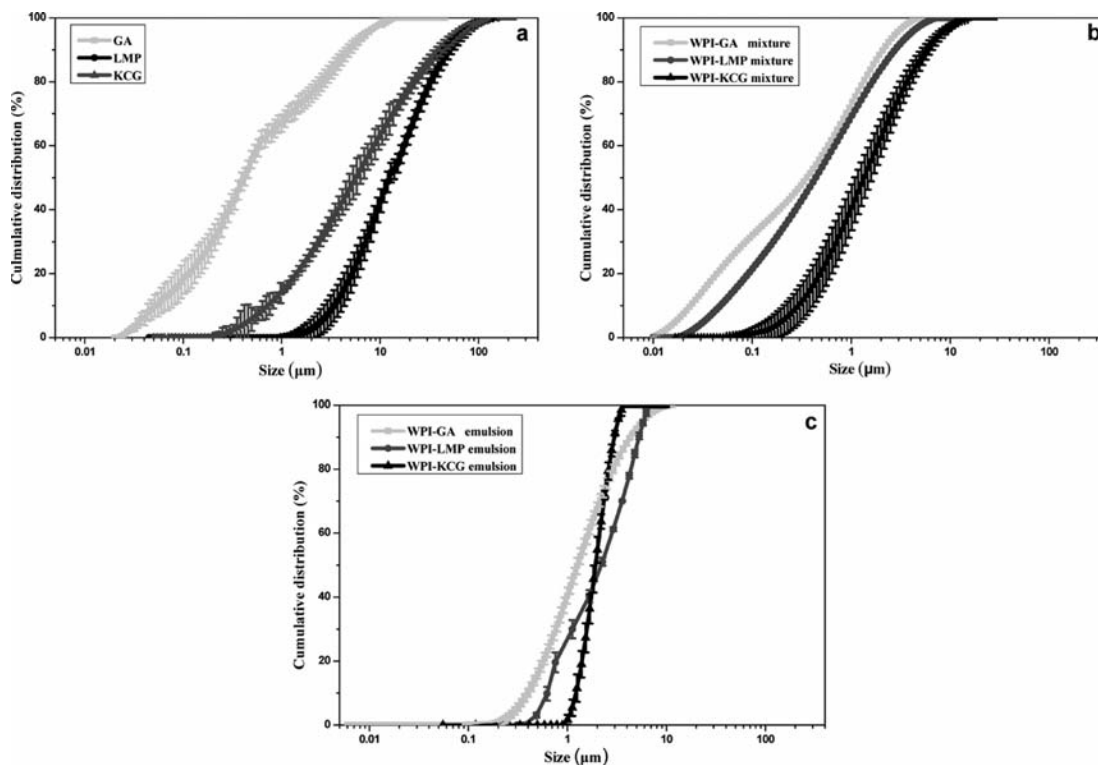 a
GA
LMP
KCG
Culmulative distribution (%)
100
80
60
40
20
0
0.01 0.1 1 10 100
Size (µm)
b
WPI-GA mixture
WPI-LMP mixture
WPI-KCG mixture
Cumulative distribution (%)
100
80
60
40
20
0
0.01 0.1 1 10 100
Size (µm)
c
WPI-GA emulsion
WPI-LMP emulsion
WPI-KCG emulsion
Cumulative distribution (%)
100
80
60
40
20
0
0.01 0.1 1 10 100
Size (µm)